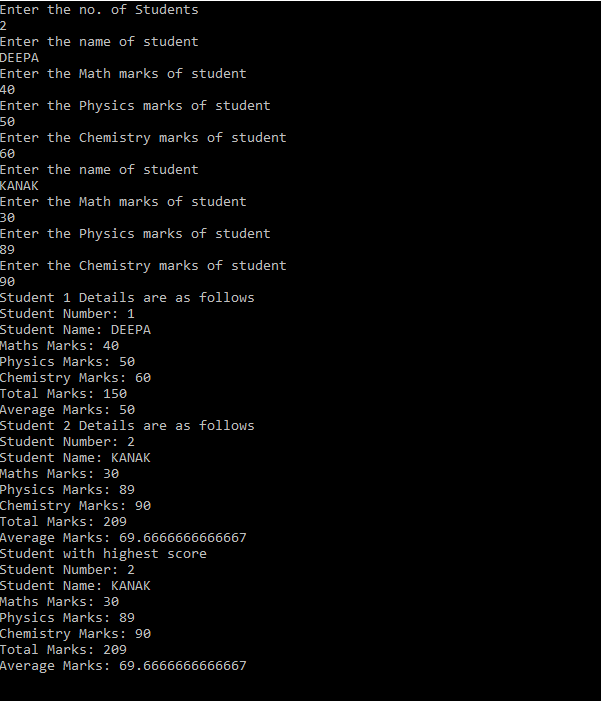 Enter the no. of Students
2
Enter the name of student
DEEPA
Enter the Math marks of student
40
Enter the Physics marks of student
50
Enter the Chemistry marks of student
60
Enter the name of student
KANAK
Enter the Math marks of student
30
Enter the Physics marks of student
89
Enter the Chemistry marks of student
90
Student 1 Details are as follows
Student Number: 1
Student Name: DEEPA
Maths Marks: 40
Physics Marks: 50
Chemistry Marks: 60
Total Marks: 150
Average Marks: 50
Student 2 Details are as follows
Student Number: 2
Student Name: KANAK
Maths Marks: 30
Physics Marks: 89
Chemistry Marks: 90
Total Marks: 209
Average Marks: 69.6666666666667
Student with highest score
Student Number: 2
Student Name: KANAK
Maths Marks: 30
Physics Marks: 89
Chemistry Marks: 90
Total Marks: 209
Average Marks: 69.6666666666667